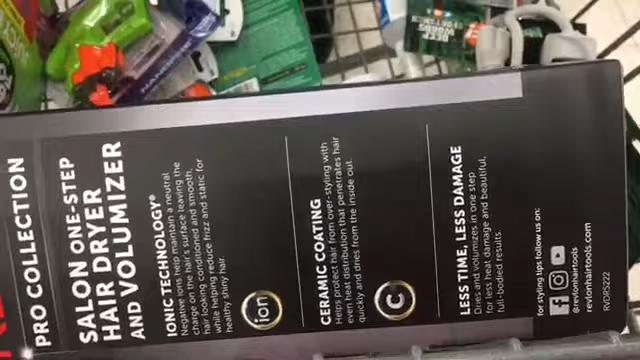 PRO COLLECTION
SALON ONE-STEP
HAIR DRYER
AND VOLUMIZER
IONIC TECHNOLOGY®
Negative ions help maintain a neutral
charge on the hair's surface leaving the
hair looking conditioned and smooth,
while helping reduce frizz and static for
healthy shiny hair.
ion
CERAMIC COATING
Helps protect hair from over-styling with
even heat distribution that penetrates hair
quickly and dries from the inside out.
C
LESS TIME, LESS DAMAGE
Dries and volumizes in one step
for less heat damage and beautiful,
full-bodied results.
for styling tips follow us on:
@revlonhairtools
revlonhairtools.com
RVDR5222